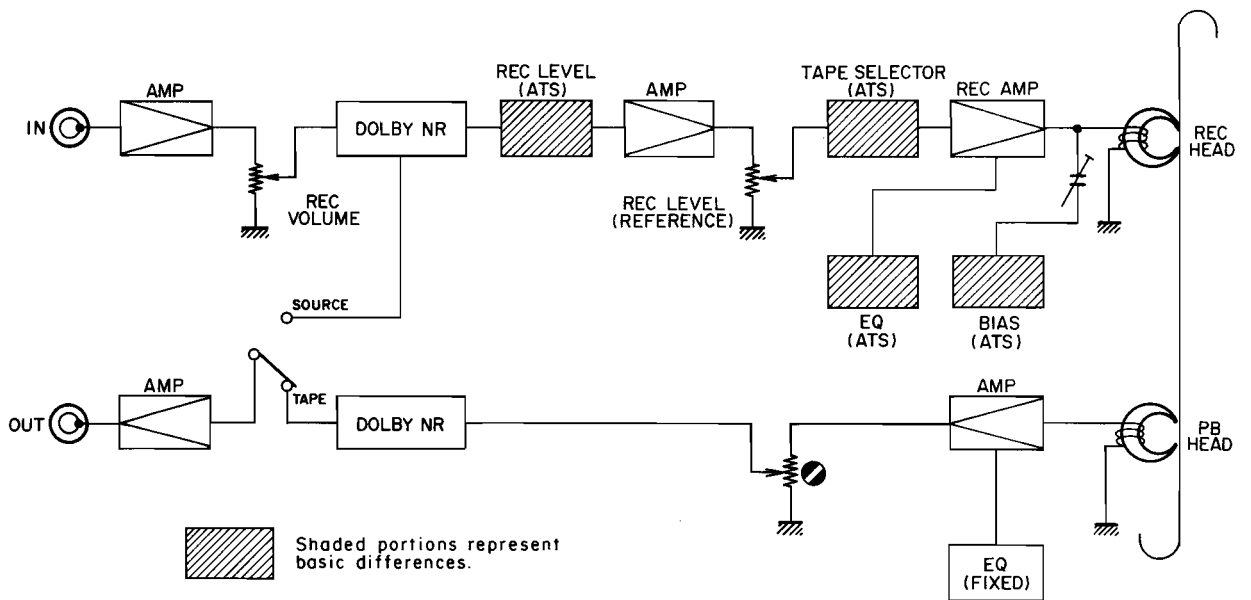 IN
AMP
REC
VOLUME
DOLBY NR
REC LEVEL
(ATS)
AMP
REC LEVEL
(REFERENCE)
TAPE SELECTOR
(ATS)
REC AMP
REC
HEAD
EQ
(ATS)
BIAS
(ATS)
SOURCE
TAPE
OUT
AMP
DOLBY NR
AMP
PB
HEAD
EQ
(FIXED)
Shaded portions represent
basic differences.